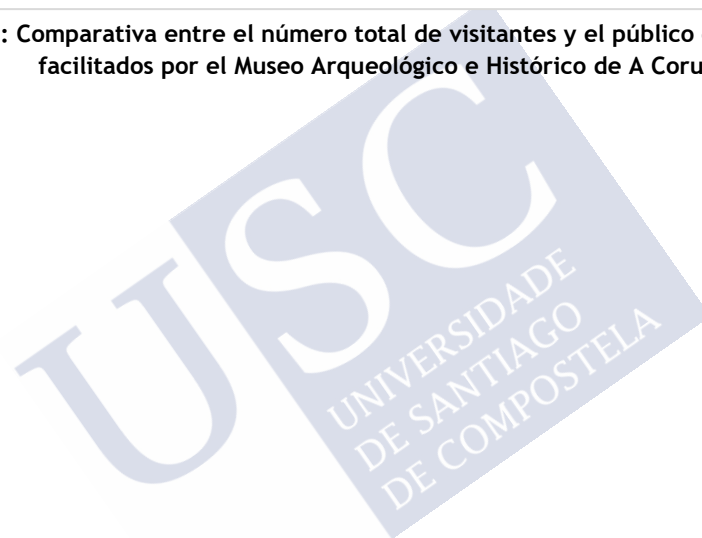 : Comparativa entre el número total de visitantes y el público
facilitados por el Museo Arqueológico e Histórico de A Coru
USC
UNIVERSIDADE
DE SANTIAGO
DE COMPOSTELA